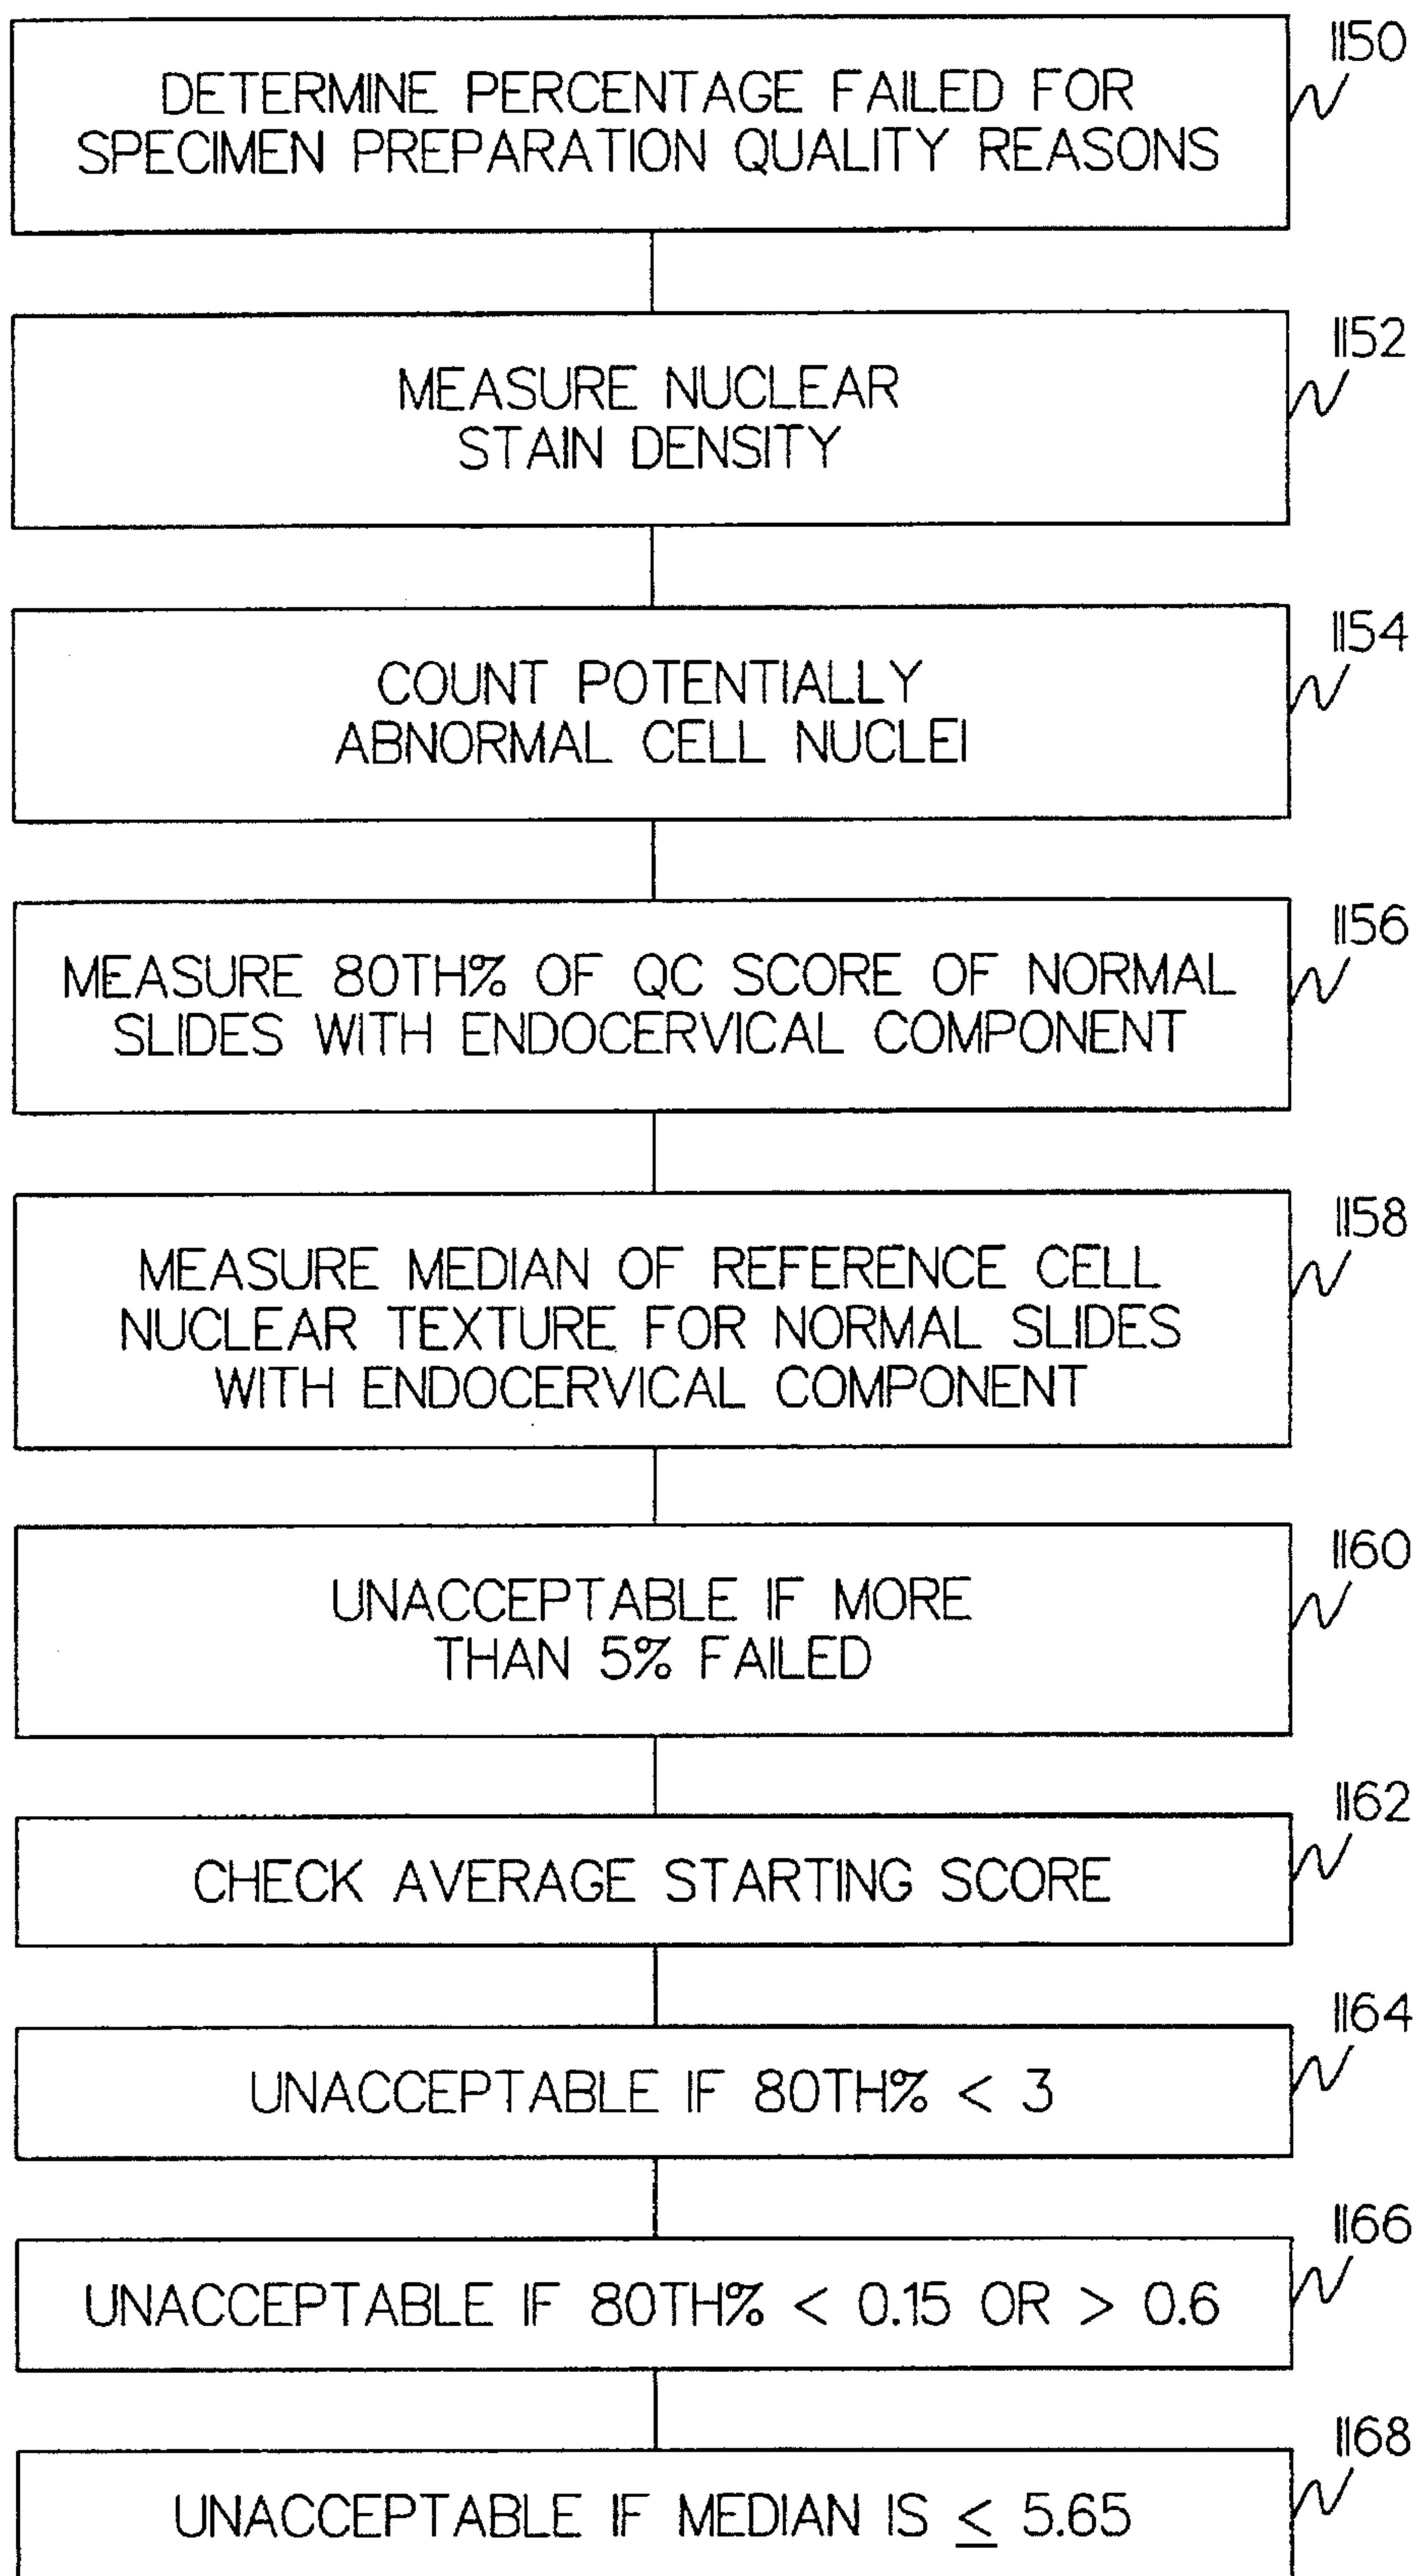 1150
DETERMINE PERCENTAGE FAILED FOR
SPECIMEN PREPARATION QUALITY REASONS
1152
MEASURE NUCLEAR
STAIN DENSITY
1154
COUNT POTENTIALLY
ABNORMAL CELL NUCLEI
1156
MEASURE 80TH% OF QC SCORE OF NORMAL
SLIDES WITH ENDOCERVICAL COMPONENT
1158
MEASURE MEDIAN OF REFERENCE CELL
NUCLEAR TEXTURE FOR NORMAL SLIDES
WITH ENDOCERVICAL COMPONENT
1160
UNACCEPTABLE IF MORE
THAN 5% FAILED
1162
CHECK AVERAGE STARTING SCORE
1164
UNACCEPTABLE IF 80TH% < 3
1166
UNACCEPTABLE IF 80TH% < 0.15 OR > 0.6
1168
UNACCEPTABLE IF MEDIAN IS ≤ 5.65